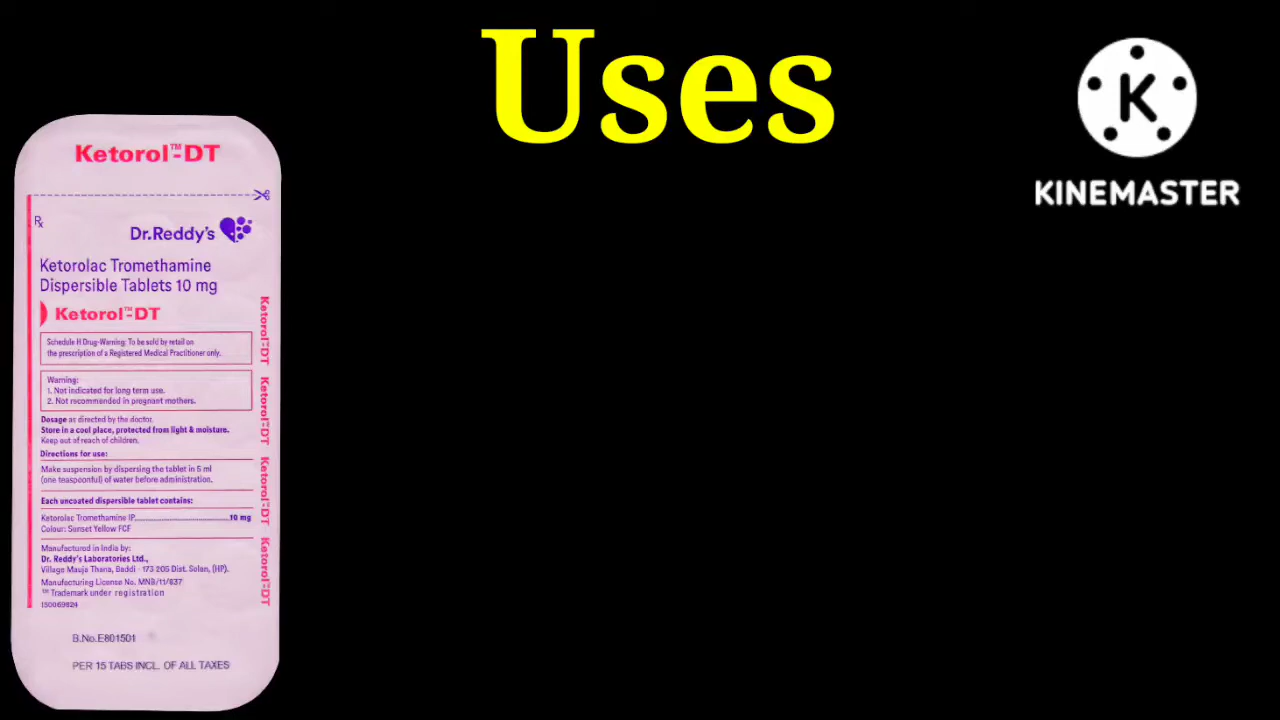 Uses
KINEMASTER
Ketorol™-DT
Rx
Dr.Reddy's
Ketorolac Tromethamine
Dispersible Tablets 10 mg
Ketorol™-DT
Schedule H Drug-Warning: To be sold by retail on
the prescription of a Registered Medical Practitioner only.
Warning:
1. Not indicated for long term use.
2. Not recommended in pregnant mothers.
Dosage as directed by the doctor.
Store in a cool place, protected from light & moisture.
Keep out of reach of children.
Directions for use:
Make suspension by dispersing the tablet in 5 ml
(one teaspoonful) of water before administration.
Each uncoated dispersible tablet contains:
Ketorolac Tromethamine IP..............................10 mg
Colour: Sunset Yellow FCF
Manufactured in India by:
Dr. Reddy's Laboratories Ltd.,
Village Mauja Thana, Baddi - 173 205 Dist. Solan, (HP).
Manufacturing License No. MNB/11/837
™ Trademark under registration
150069824
B.No.E801501
PER 15 TABS INCL. OF ALL TAXES
Ketorol™-DT
Ketorol™-DT
Ketorol™-DT
Ketorol™-DT